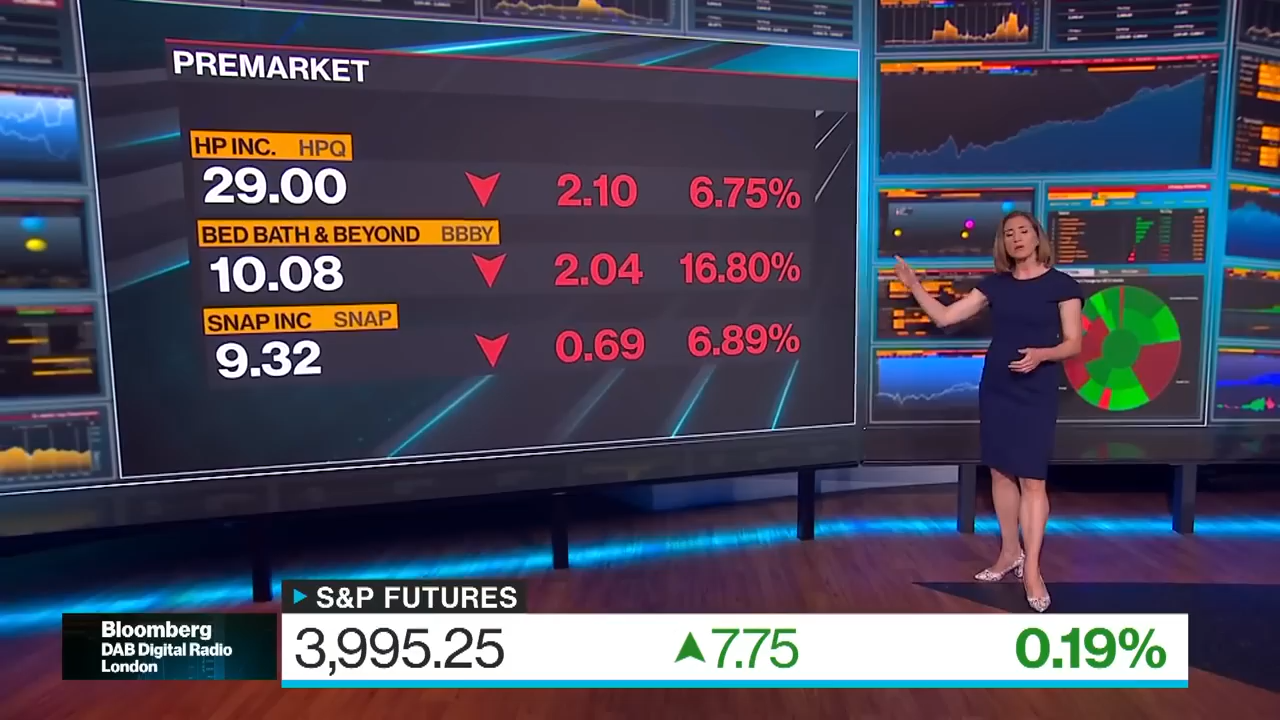 PREMARKET
HP INC. HPQ
29.00 2.10 6.75%
BED BATH & BEYOND BBBY
10.08 2.04 16.80%
SNAP INC SNAP
9.32 0.69 6.89%
S&P FUTURES
Bloomberg
DAB Digital Radio
London
3,995.25 7.75 0.19%